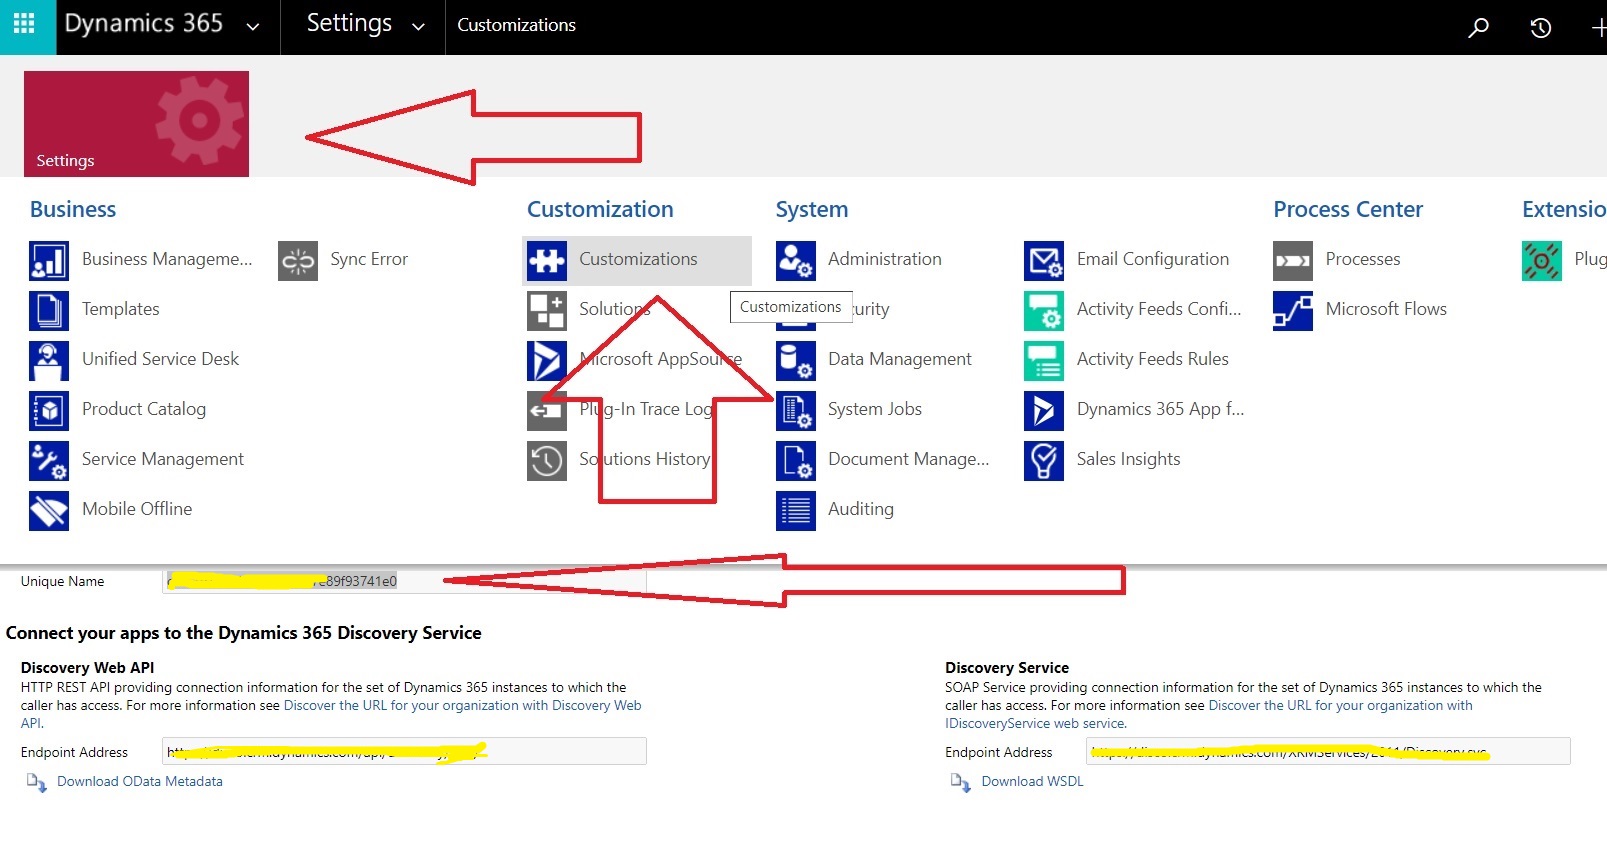 Dynamics 365 Settings Customizations
Settings
Business Customization System Process Center Extensio
Business Manageme... Sync Error Customizations Administration Email Configuration Processes Plug
Templates Solutions Customizations curity Activity Feeds Confi... Microsoft Flows
Unified Service Desk Microsoft AppSource Data Management Activity Feeds Rules
Product Catalog Plug-In Trace Log System Jobs Dynamics 365 App f...
Service Management Solutions History Document Manage... Sales Insights
Mobile Offline Auditing
Unique Name e89f93741e0
Connect your apps to the Dynamics 365 Discovery Service
Discovery Web API
HTTP REST API providing connection information for the set of Dynamics 365 instances to which the
caller has access. For more information see Discover the URL for your organization with Discovery Web
API.
Endpoint Address
Download OData Metadata
Discovery Service
SOAP Service providing connection information for the set of Dynamics 365 instances to which the
caller has access. For more information see Discover the URL for your organization with
IDiscoveryService web service.
Endpoint Address
Download WSDL